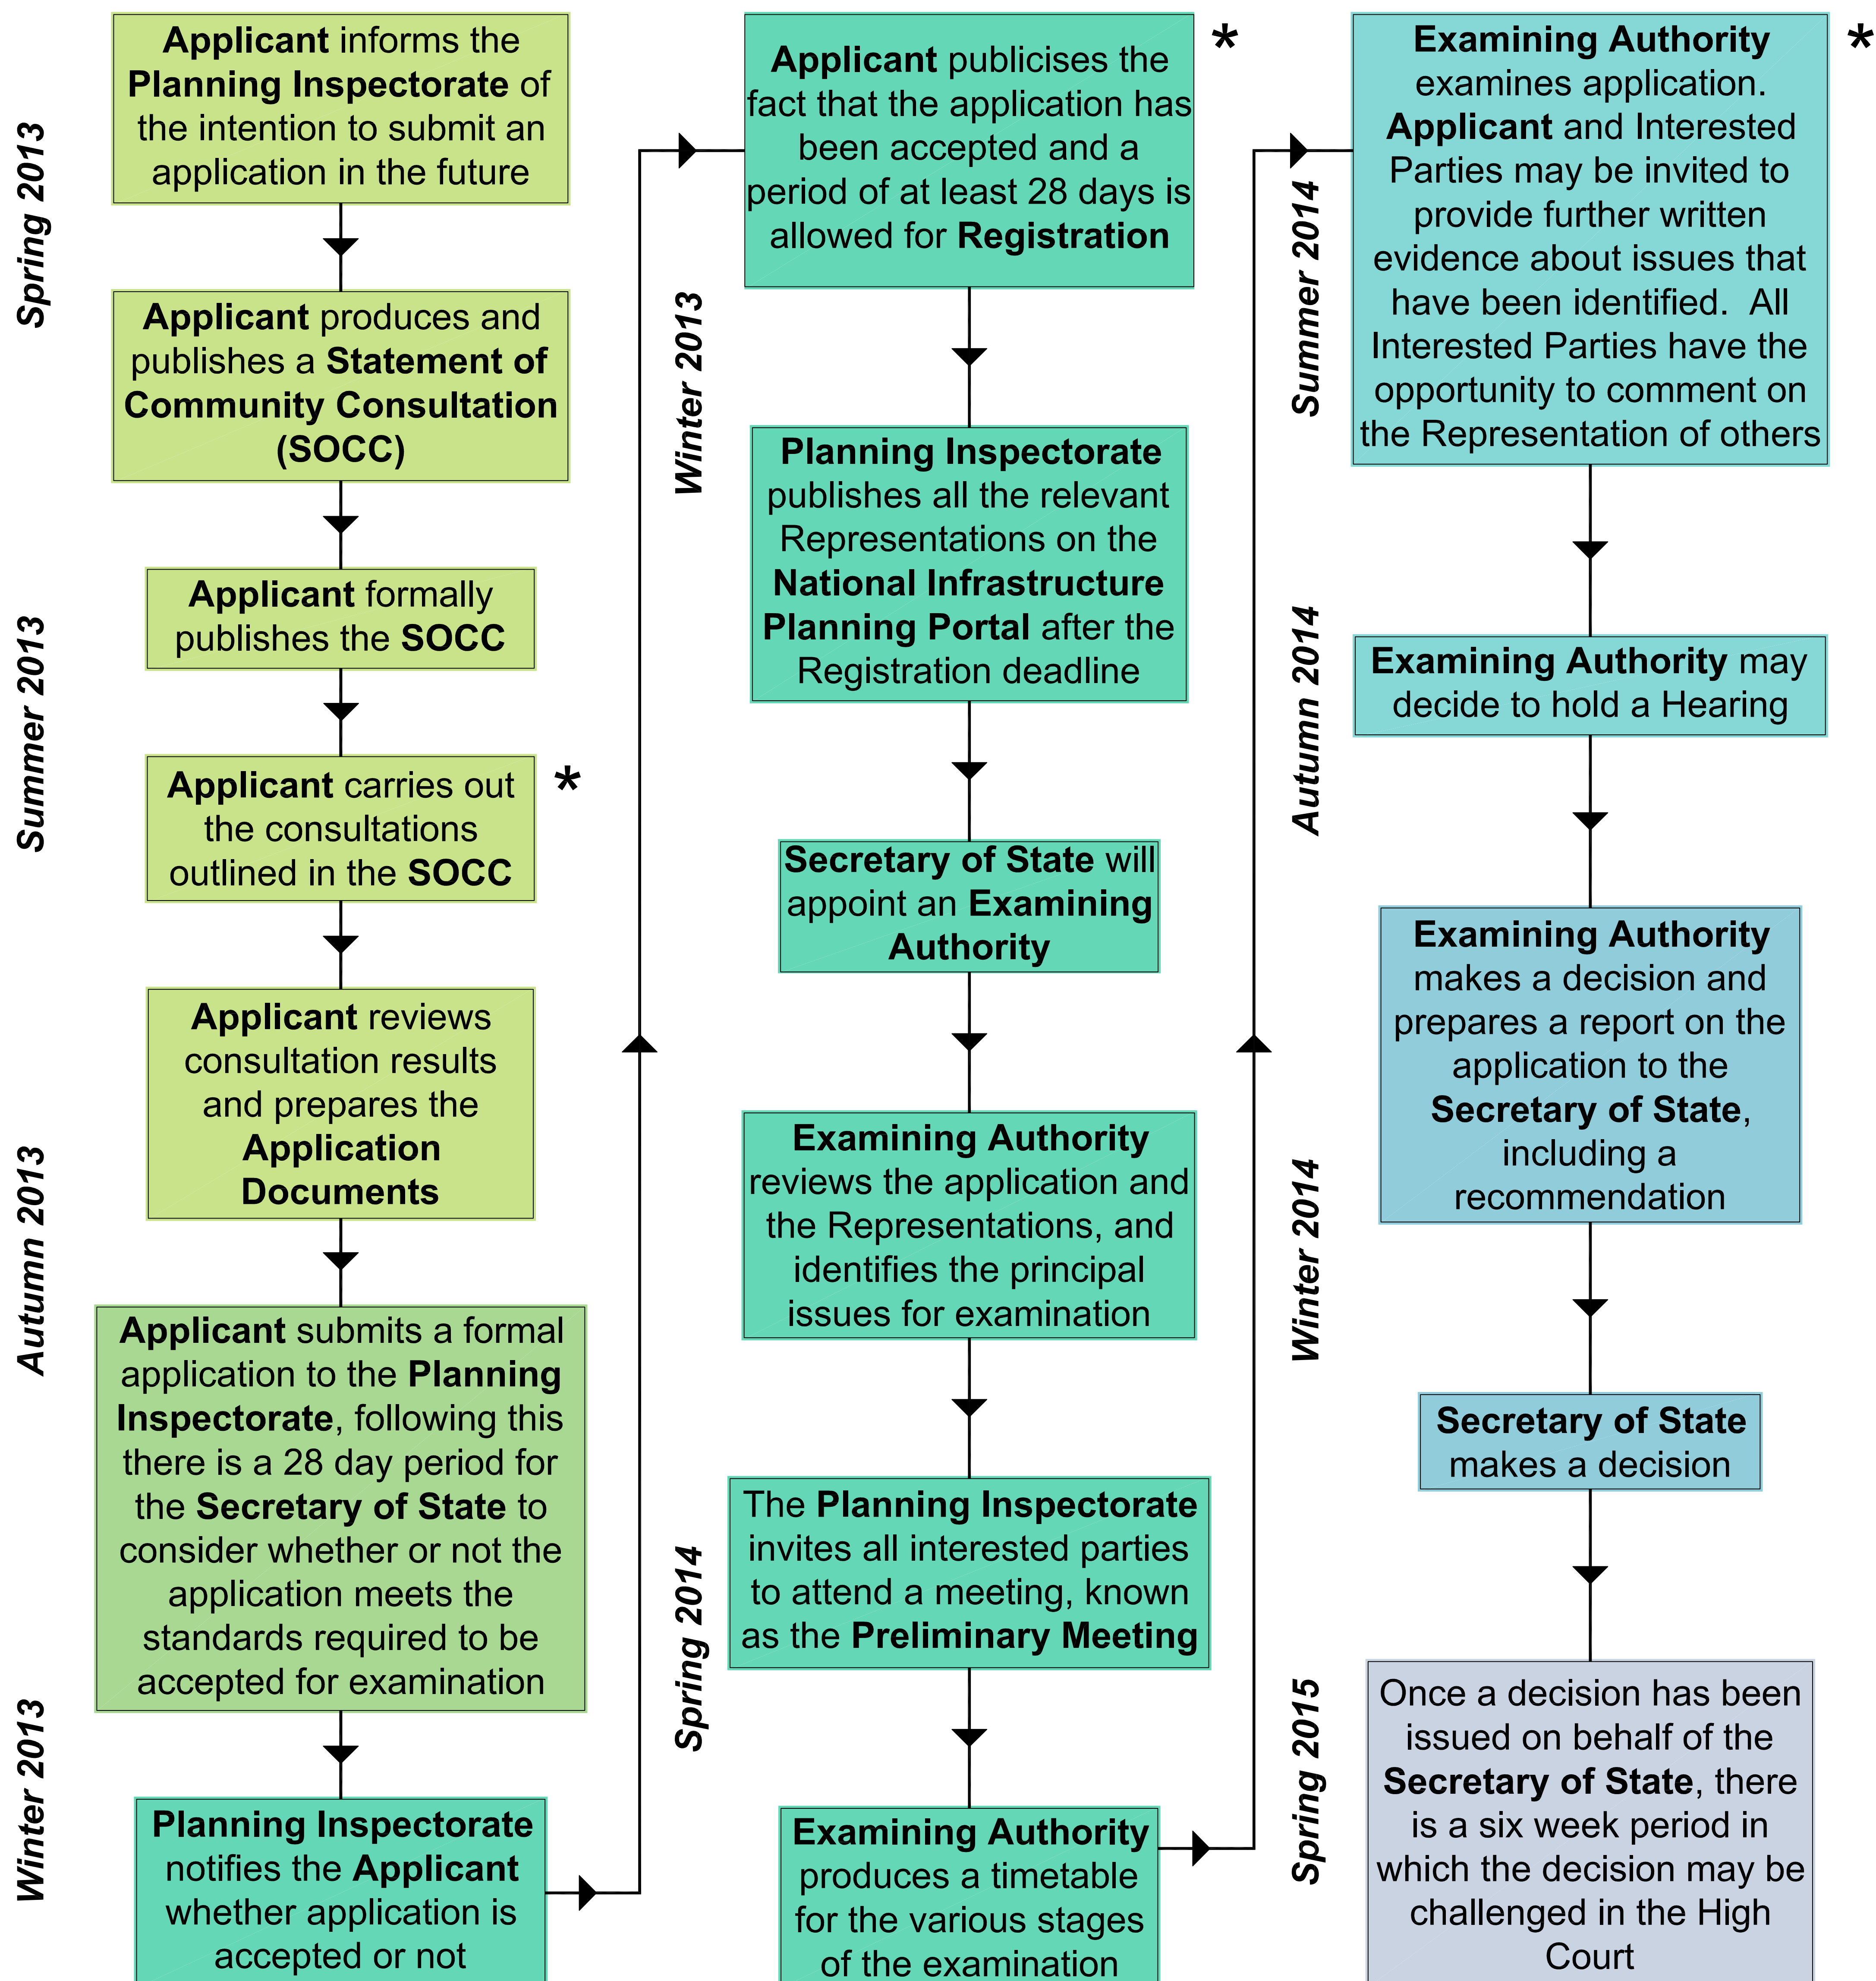 Spring 2013
Applicant informs the
Planning Inspectorate of
the intention to submit an
application in the future
Applicant produces and
publishes a Statement of
Community Consultation
(SOCC)
Summer 2013
Applicant formally
publishes the SOCC
Applicant carries out
the consultations
outlined in the SOCC
*
Autumn 2013
Applicant reviews
consultation results
and prepares the
Application
Documents
Applicant submits a formal
application to the Planning
Inspectorate, following this
there is a 28 day period for
the Secretary of State to
consider whether or not the
application meets the
standards required to be
accepted for examination
Winter 2013
Planning Inspectorate
notifies the Applicant
whether application is
accepted or not
Winter 2013
Applicant publicises the
fact that the application has
been accepted and a
period of at least 28 days is
allowed for Registration
*
Planning Inspectorate
publishes all the relevant
Representations on the
National Infrastructure
Planning Portal after the
Registration deadline
Secretary of State will
appoint an Examining
Authority
Examining Authority
reviews the application and
the Representations, and
identifies the principal
issues for examination
Spring 2014
The Planning Inspectorate
invites all interested parties
to attend a meeting, known
as the Preliminary Meeting
Examining Authority
produces a timetable
for the various stages
of the examination
Summer 2014
Examining Authority
examines application.
Applicant and Interested
Parties may be invited to
provide further written
evidence about issues that
have been identified.  All
Interested Parties have the
opportunity to comment on
the Representation of others
*
Autumn 2014
Examining Authority may
decide to hold a Hearing
Winter 2014
Examining Authority
makes a decision and
prepares a report on the
application to the
Secretary of State,
including a
recommendation
Secretary of State
makes a decision
Spring 2015
Once a decision has been
issued on behalf of the
Secretary of State, there
is a six week period in
which the decision may be
challenged in the High
Court